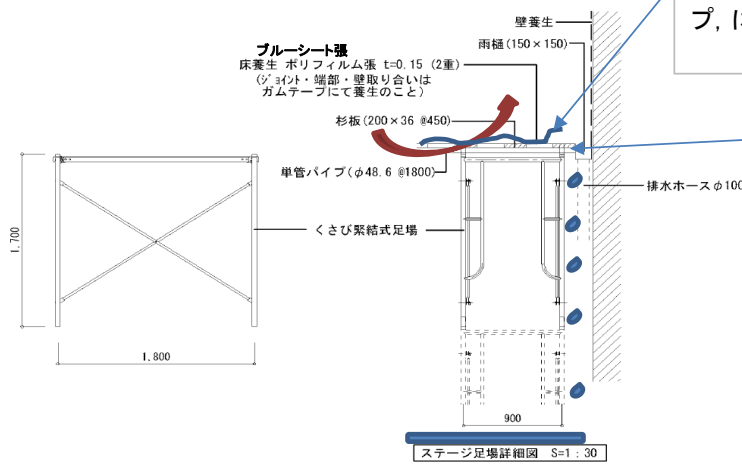 壁養生
プ，
雨樋(150×150)
ブルーシート張
床養生 ポリフィルム張 t=0.15 (2重)
(ジョイント・端部・壁取り合いは
ガムテープにて養生のこと)
杉板(200×36 @450)
単管パイプ(φ48.6 @1800)
排水ホースφ100
くさび緊結式足場
1,700
1,800
900
ステージ足場詳細図 S=1：30